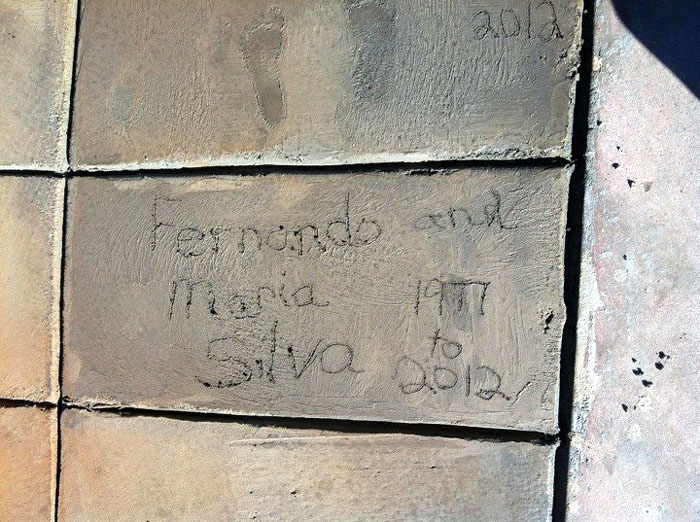 2012
Fernando and
Maria 1977
to
Silva 2012